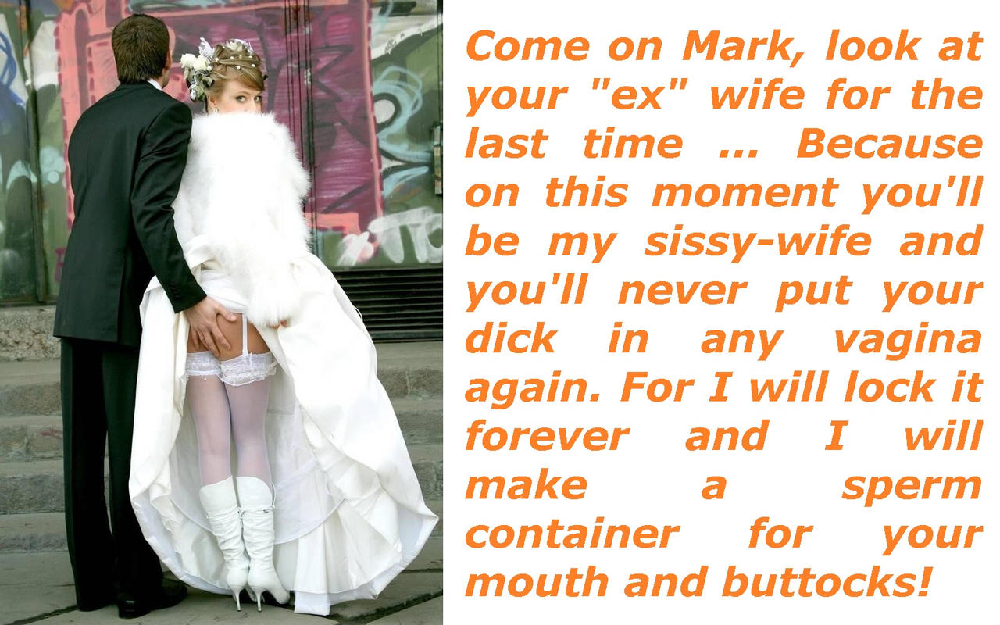 Come on Mark, look at
your "ex" wife for the
last time ... Because
on this moment you'll
be my sissy-wife and
you'll never put your
dick in any vagina
again. For I will lock it
forever and I will
make a sperm
container for your
mouth and buttocks!